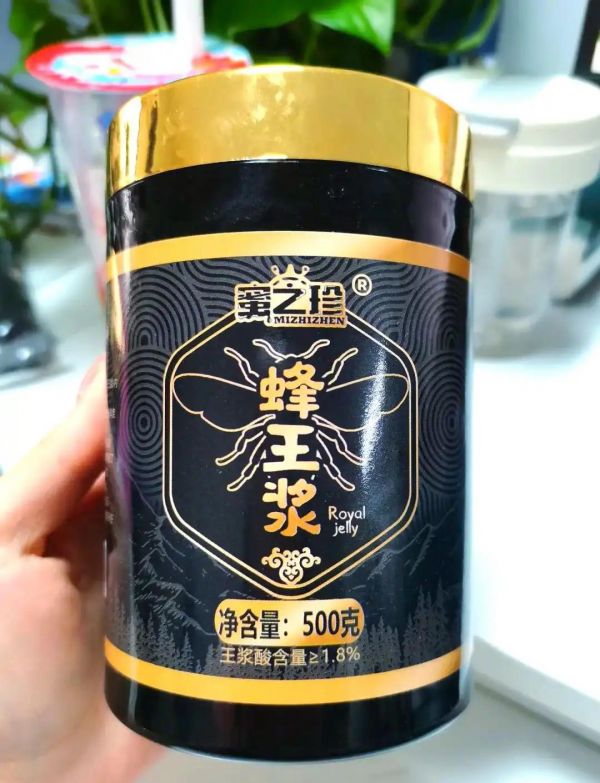 蜜之珍®
MIZHIZHEN
蜂王浆
Royal
jelly
净含量：500克
王浆酸含量≥1.8%